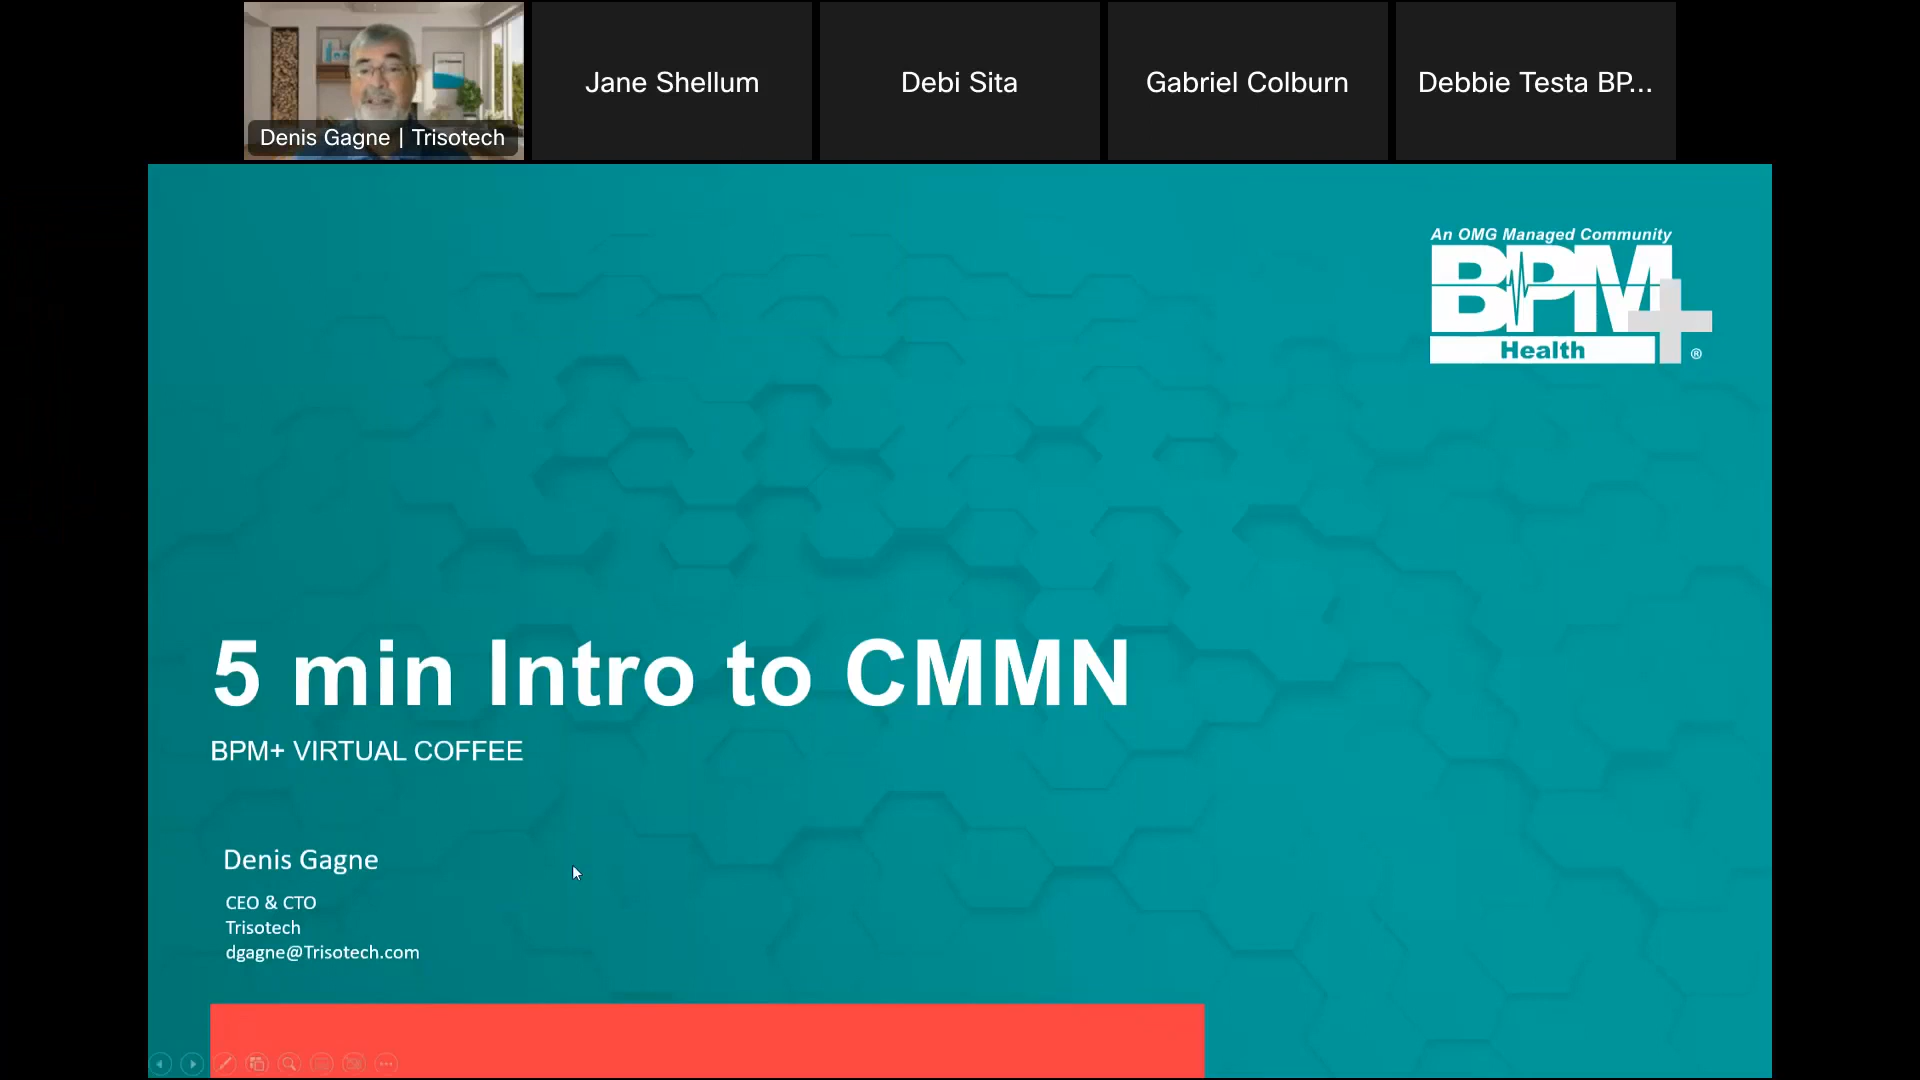 Denis Gagne | Trisotech
Jane Shellum
Debi Sita
Gabriel Colburn
Debbie Testa BP...
An OMG Managed Community
BPM+
Health ®
5 min Intro to CMMN
BPM+ VIRTUAL COFFEE
Denis Gagne
CEO & CTO
Trisotech
dgagne@Trisotech.com